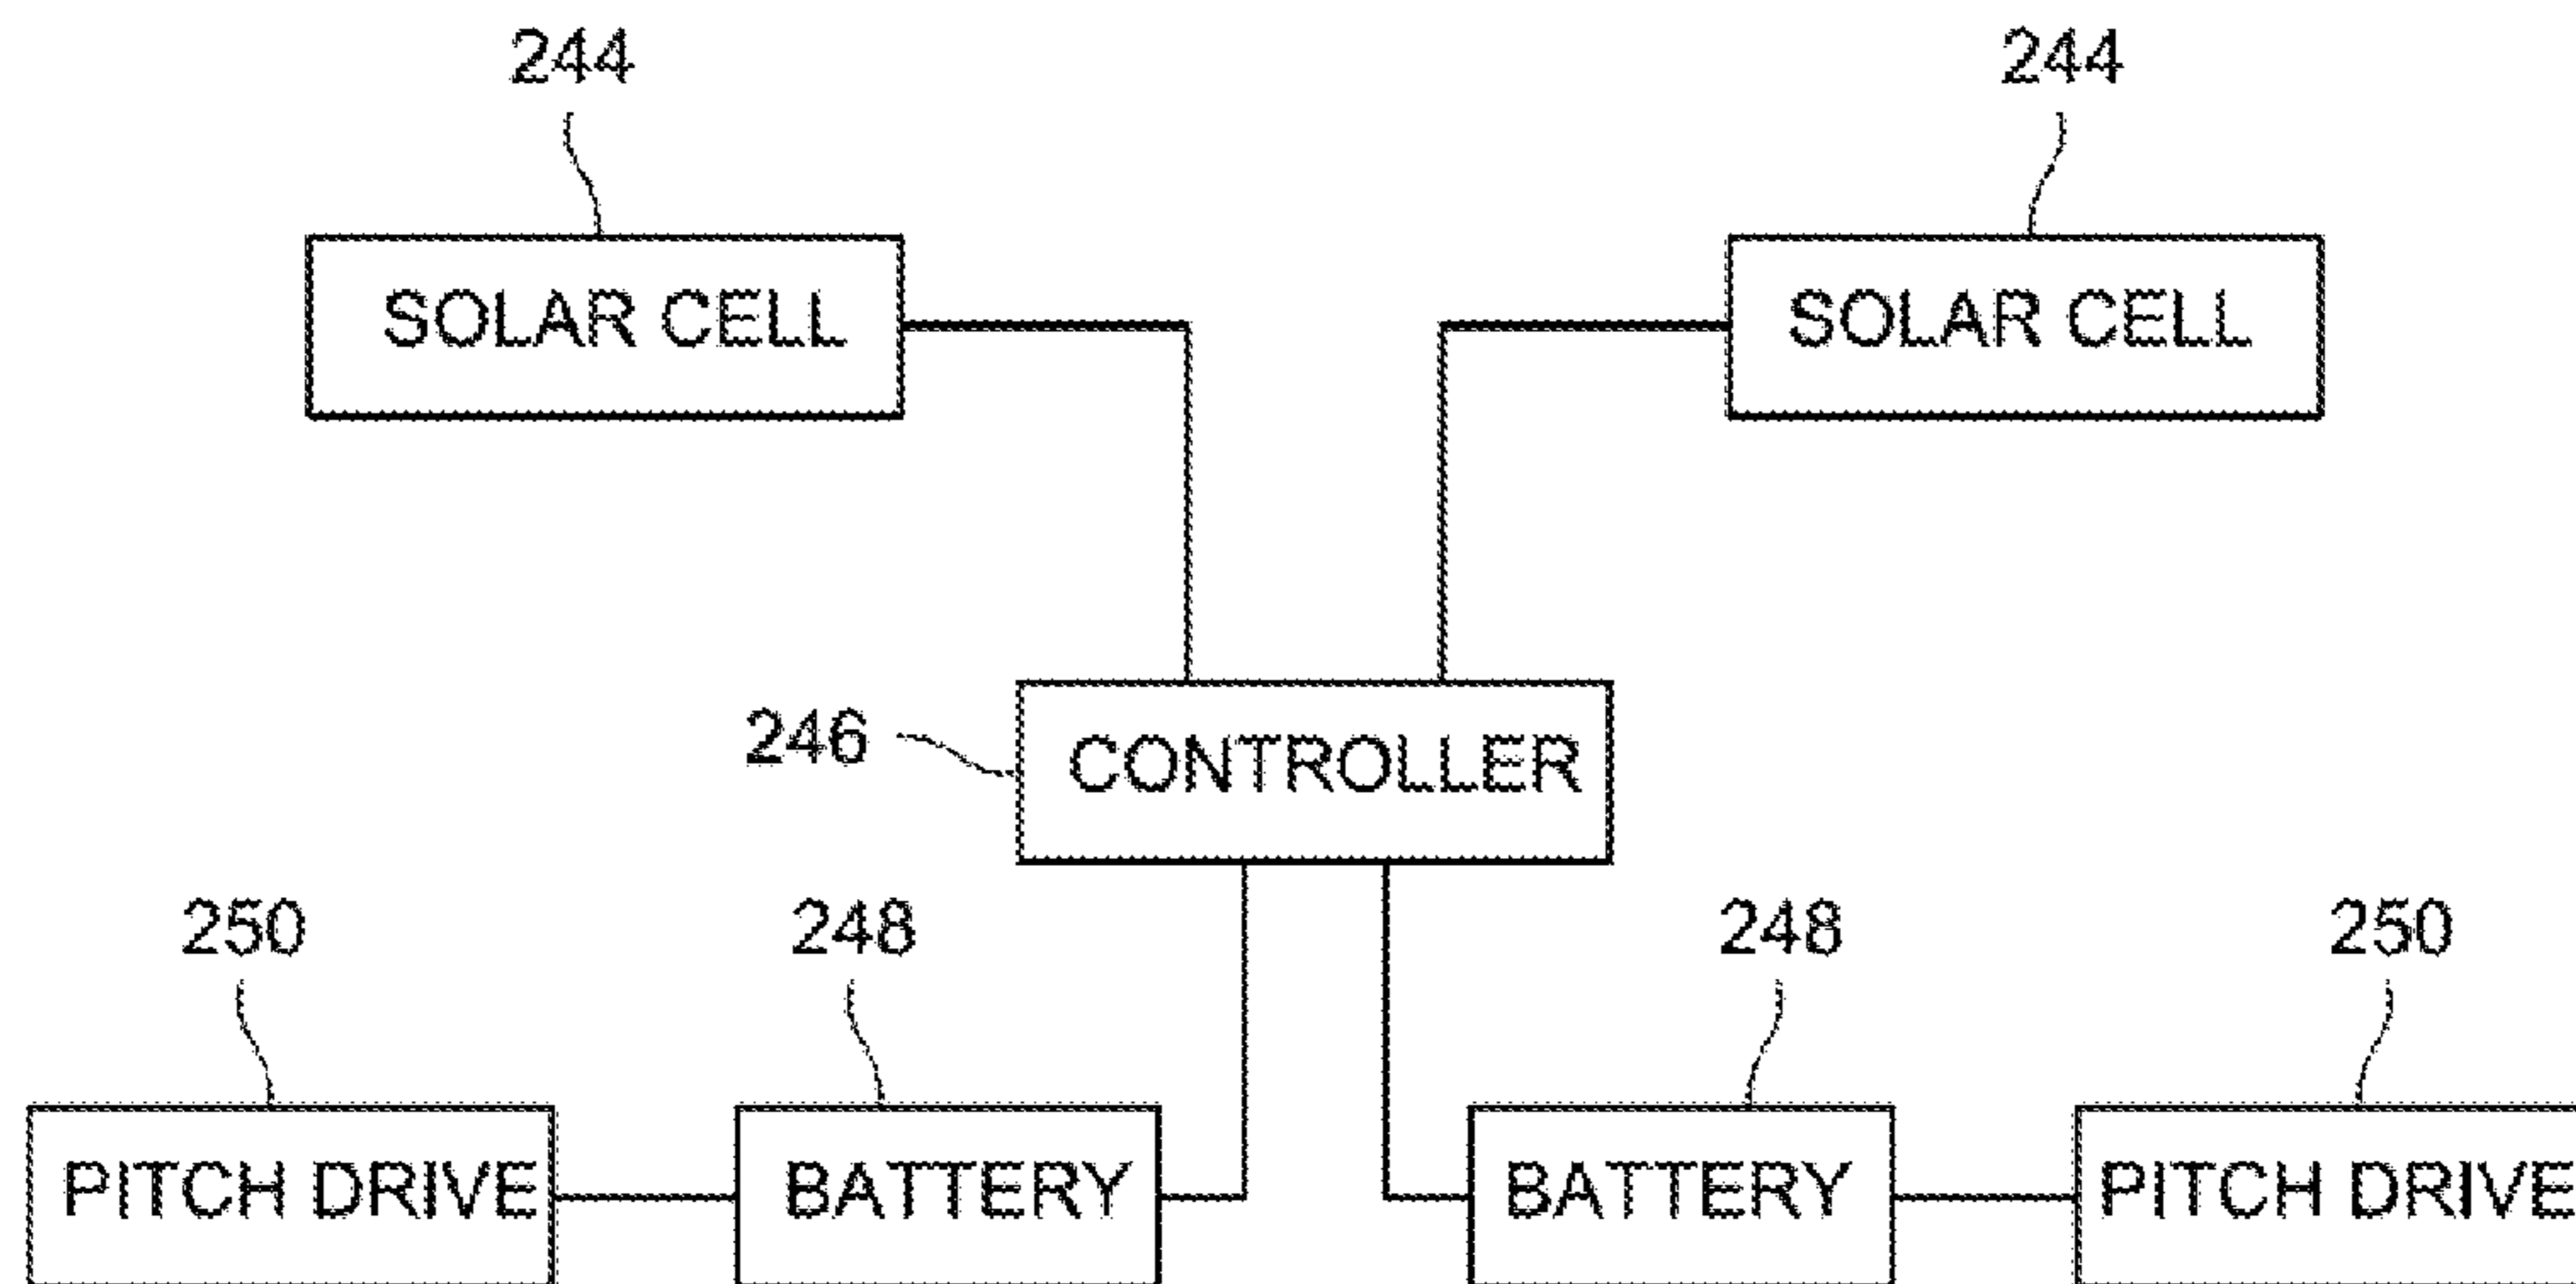 244 244
SOLAR CELL SOLAR CELL
246 CONTROLLER
250 248 248 250
PITCH DRIVE BATTERY BATTERY PITCH DRIVE